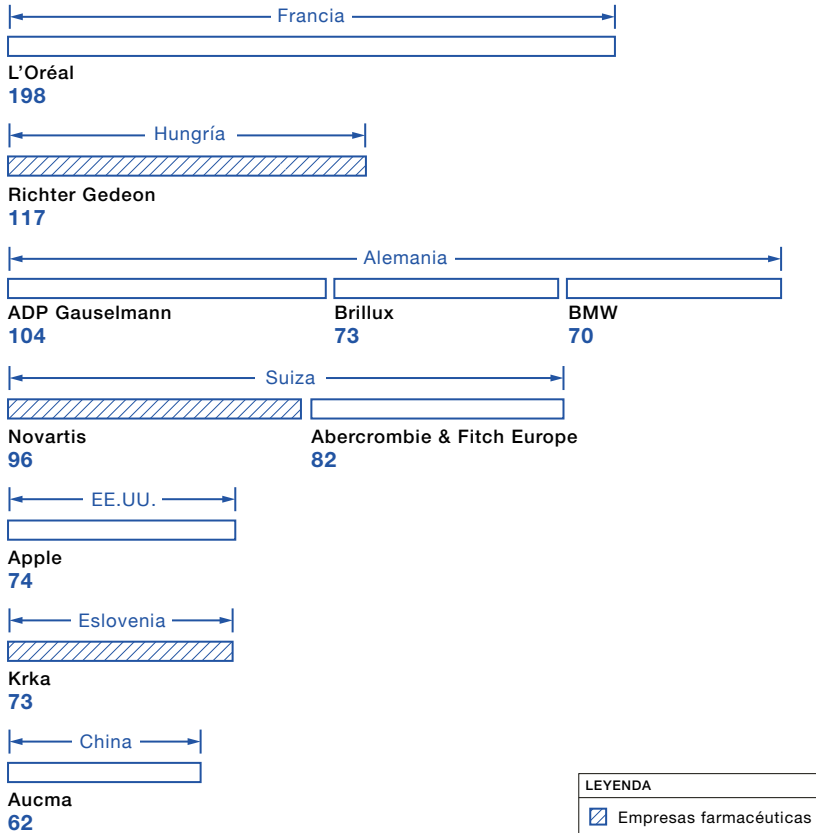 Francia
L'Oréal
198
Hungría
Richter Gedeon
117
Alemania
ADP Gauselmann Brillux BMW
104 73 70
Suiza
Novartis Abercrombie & Fitch Europe
96 82
EE.UU.
Apple
74
Eslovenia
Krka
73
China
Aucma
62
LEYENDA
Empresas farmacéuticas